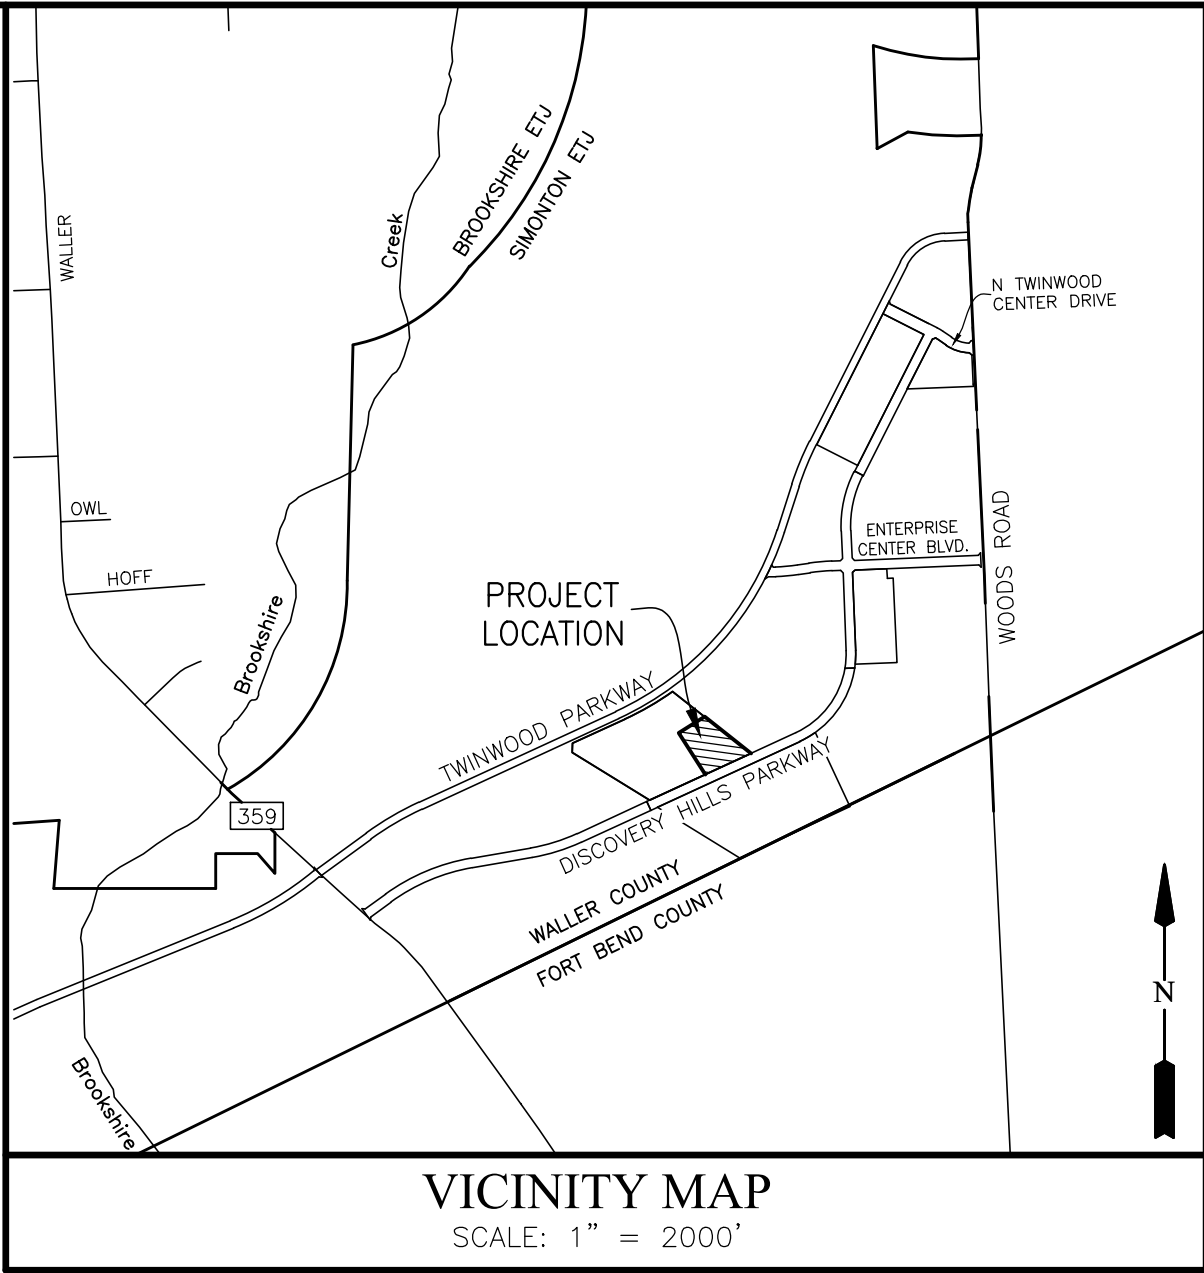 BROOKSHIRE ETJ
SIMONTON ETJ
WALLER
Creek
N TWINWOOD
CENTER DRIVE
OWL
WOODS ROAD
ENTERPRISE
CENTER BLVD.
HOFF
PROJECT
LOCATION
Brookshire
TWINWOOD PARKWAY
DISCOVERY HILLS PARKWAY
359
WALLER COUNTY
FORT BEND COUNTY
N
Brookshire
VICINITY MAP
SCALE: 1" = 2000'